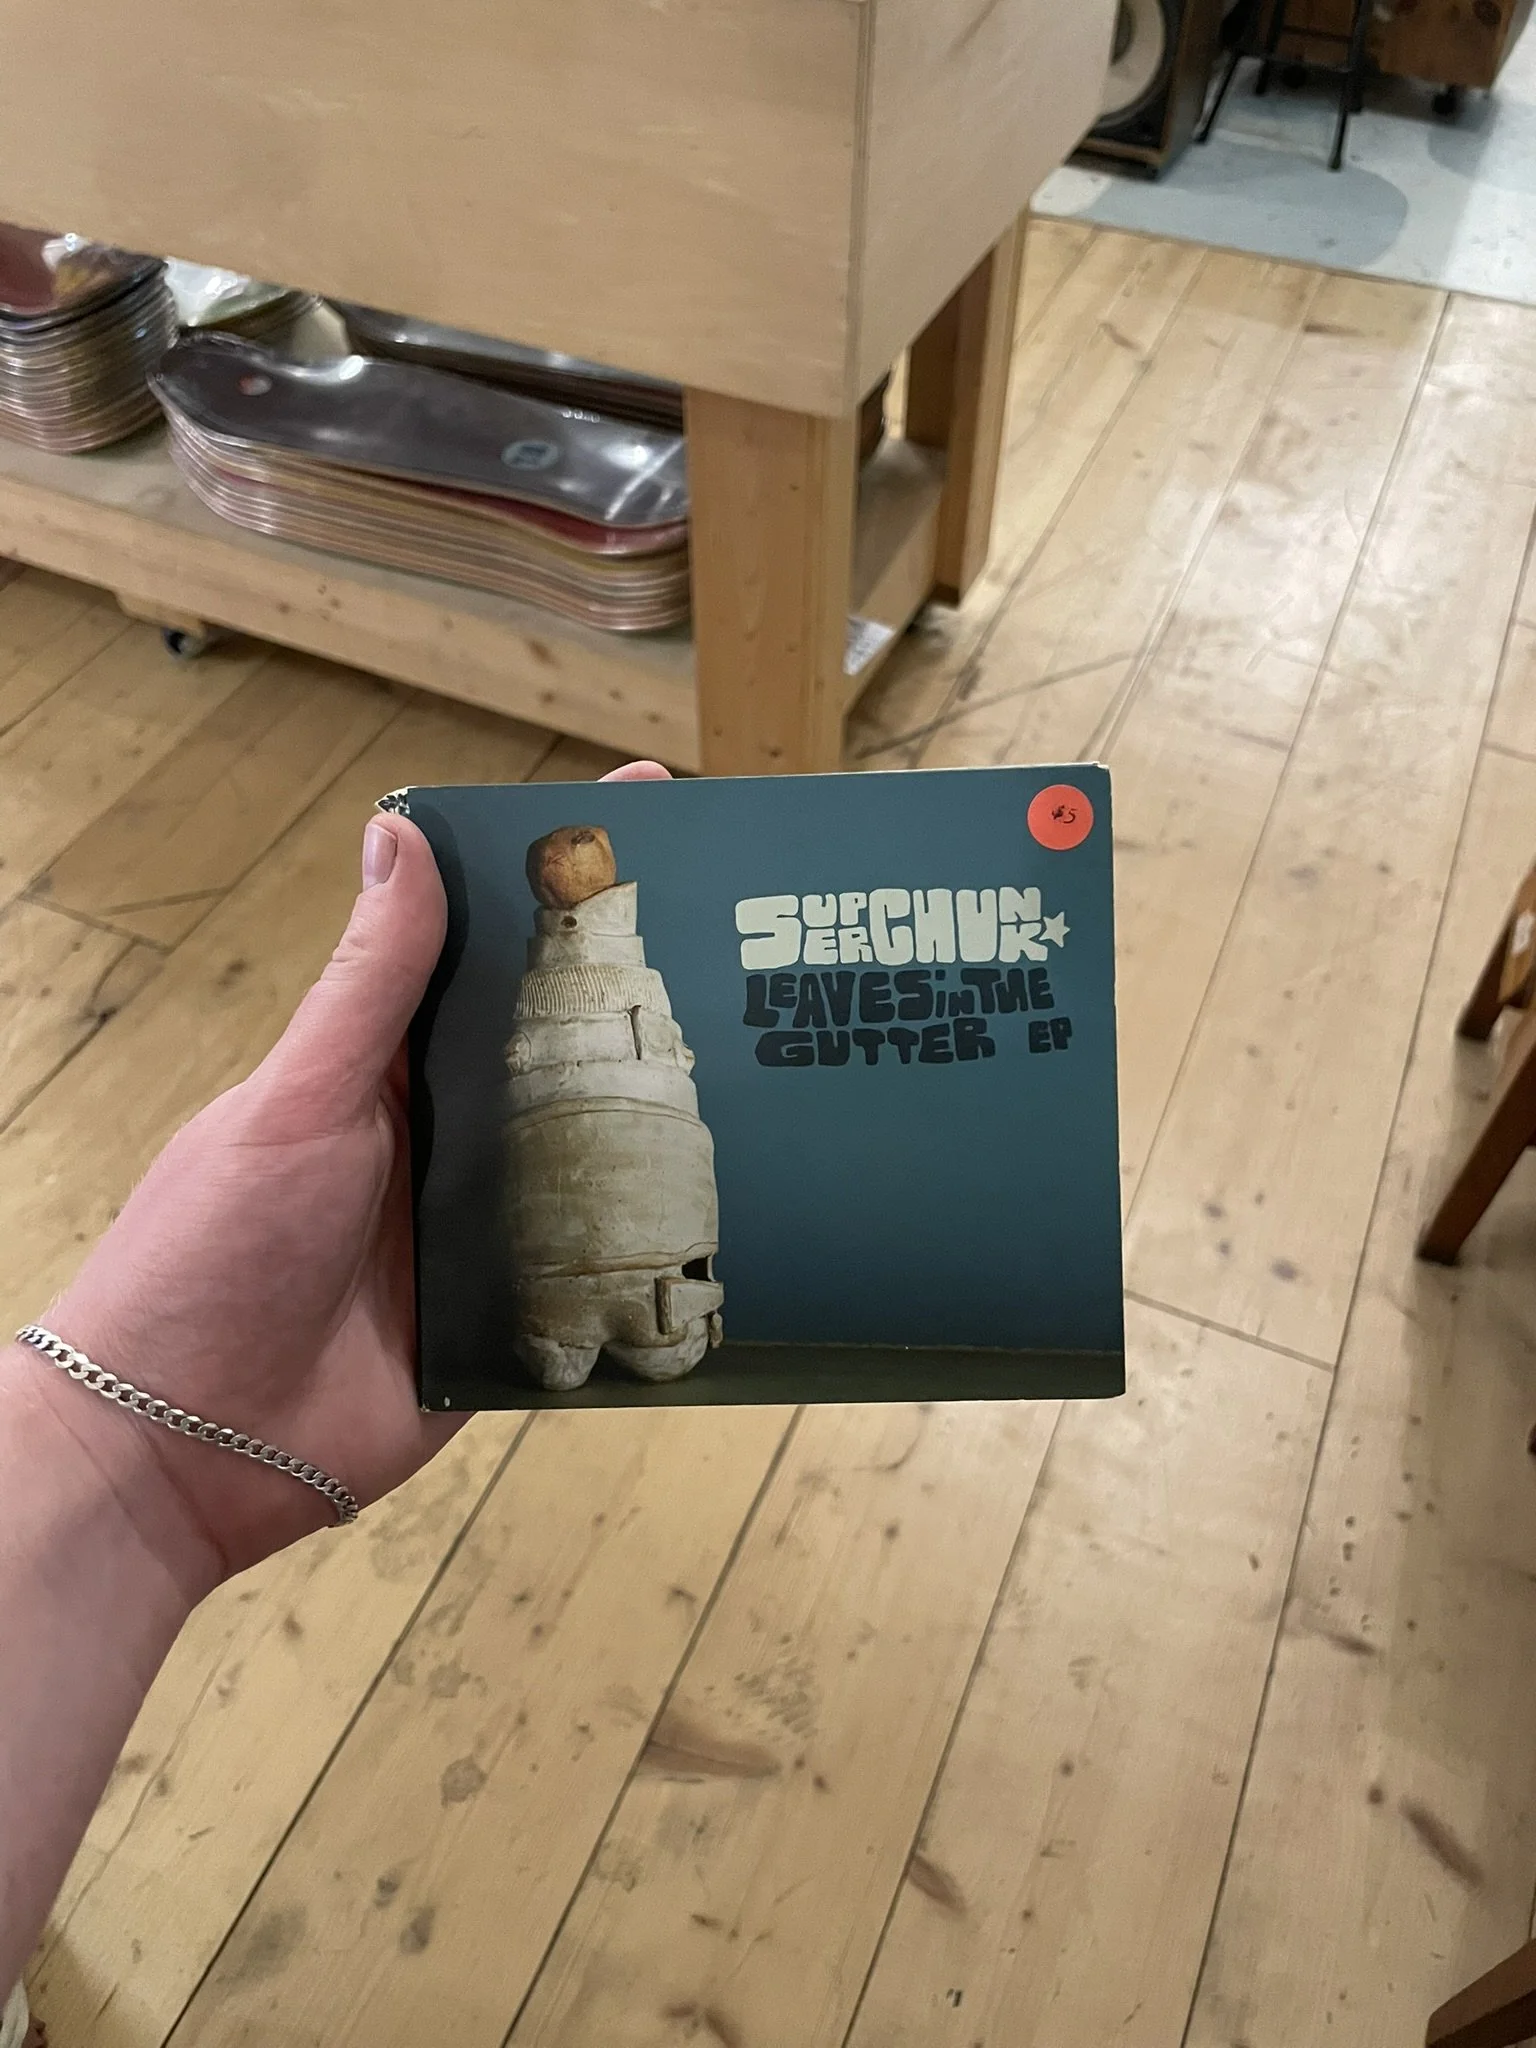 $5
SUPERCHUNK
LEAVES iN THE
GUTTER EP